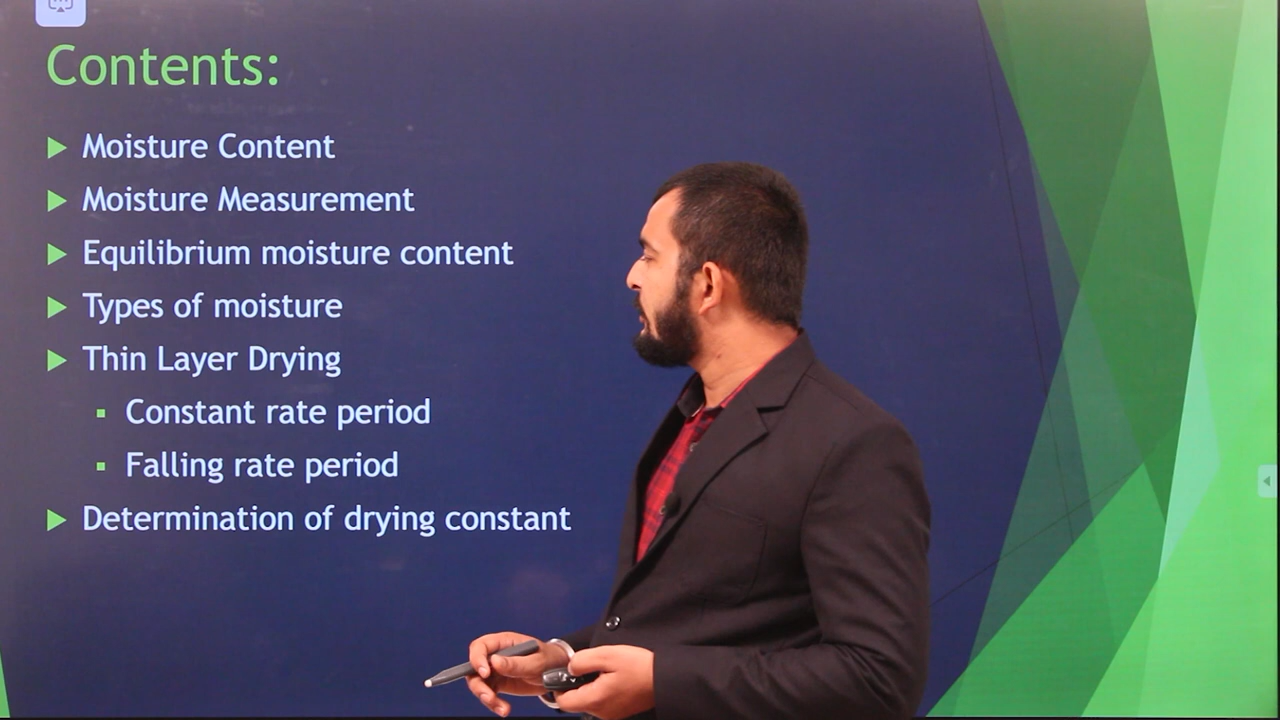 Contents:
Moisture Content
Moisture Measurement
Equilibrium moisture content
Types of moisture
Thin Layer Drying
Constant rate period
Falling rate period
Determination of drying constant